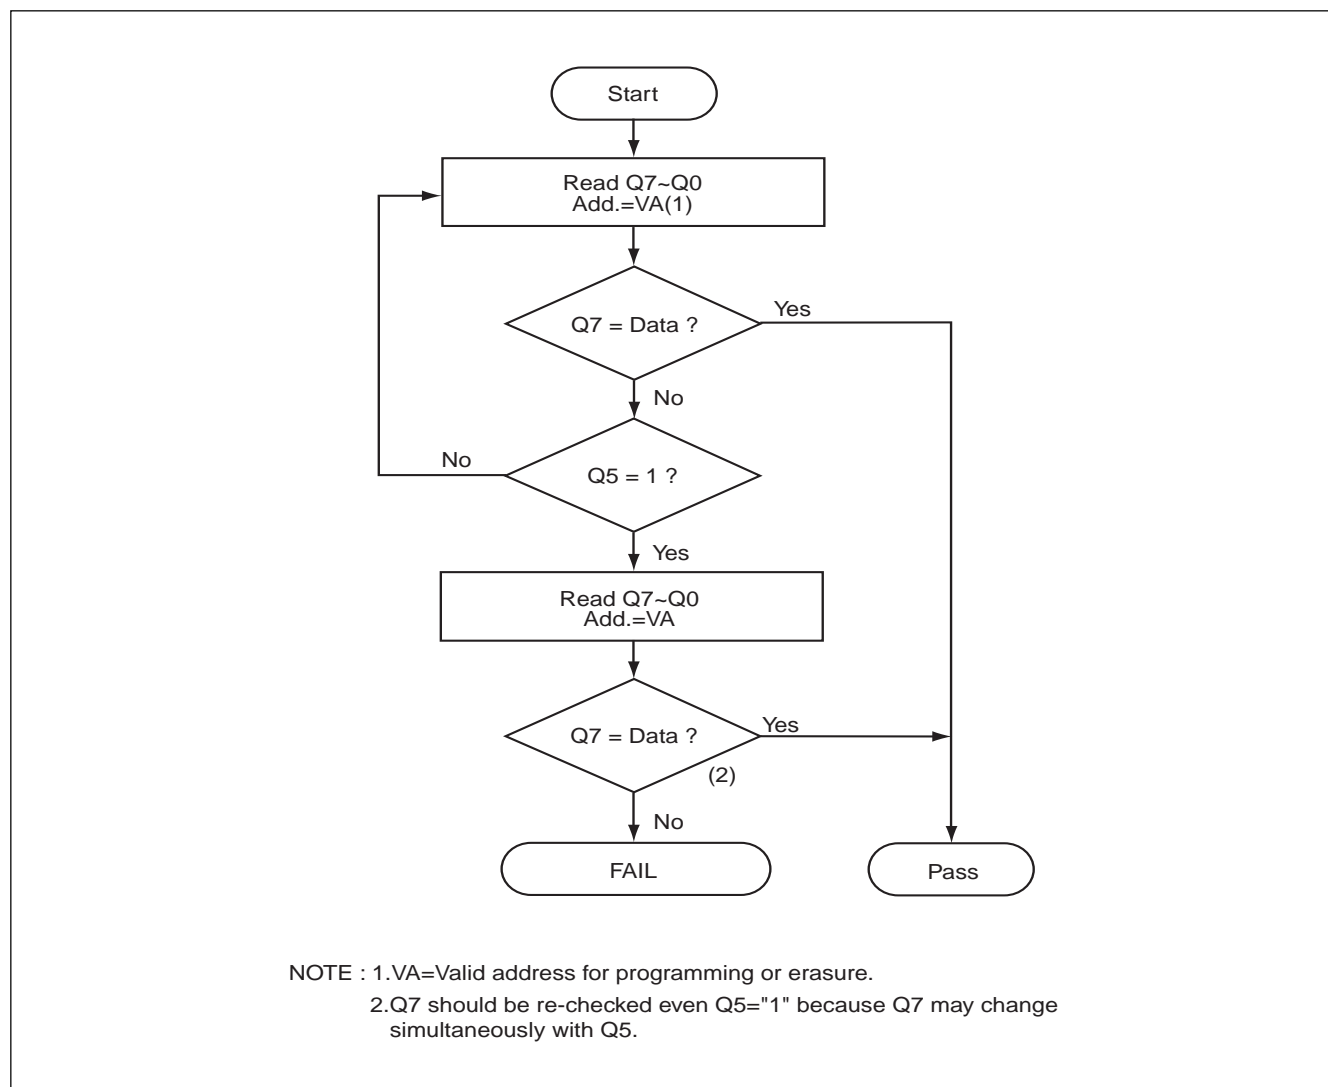 Start
Read Q7~Q0
Add.=VA(1)
Q7 = Data ?
Yes
No
Q5 = 1 ?
No
Yes
Read Q7~Q0
Add.=VA
Q7 = Data ?
Yes
(2)
No
FAIL
Pass
NOTE : 1.VA=Valid address for programming or erasure.
2.Q7 should be re-checked even Q5="1" because Q7 may change
simultaneously with Q5.